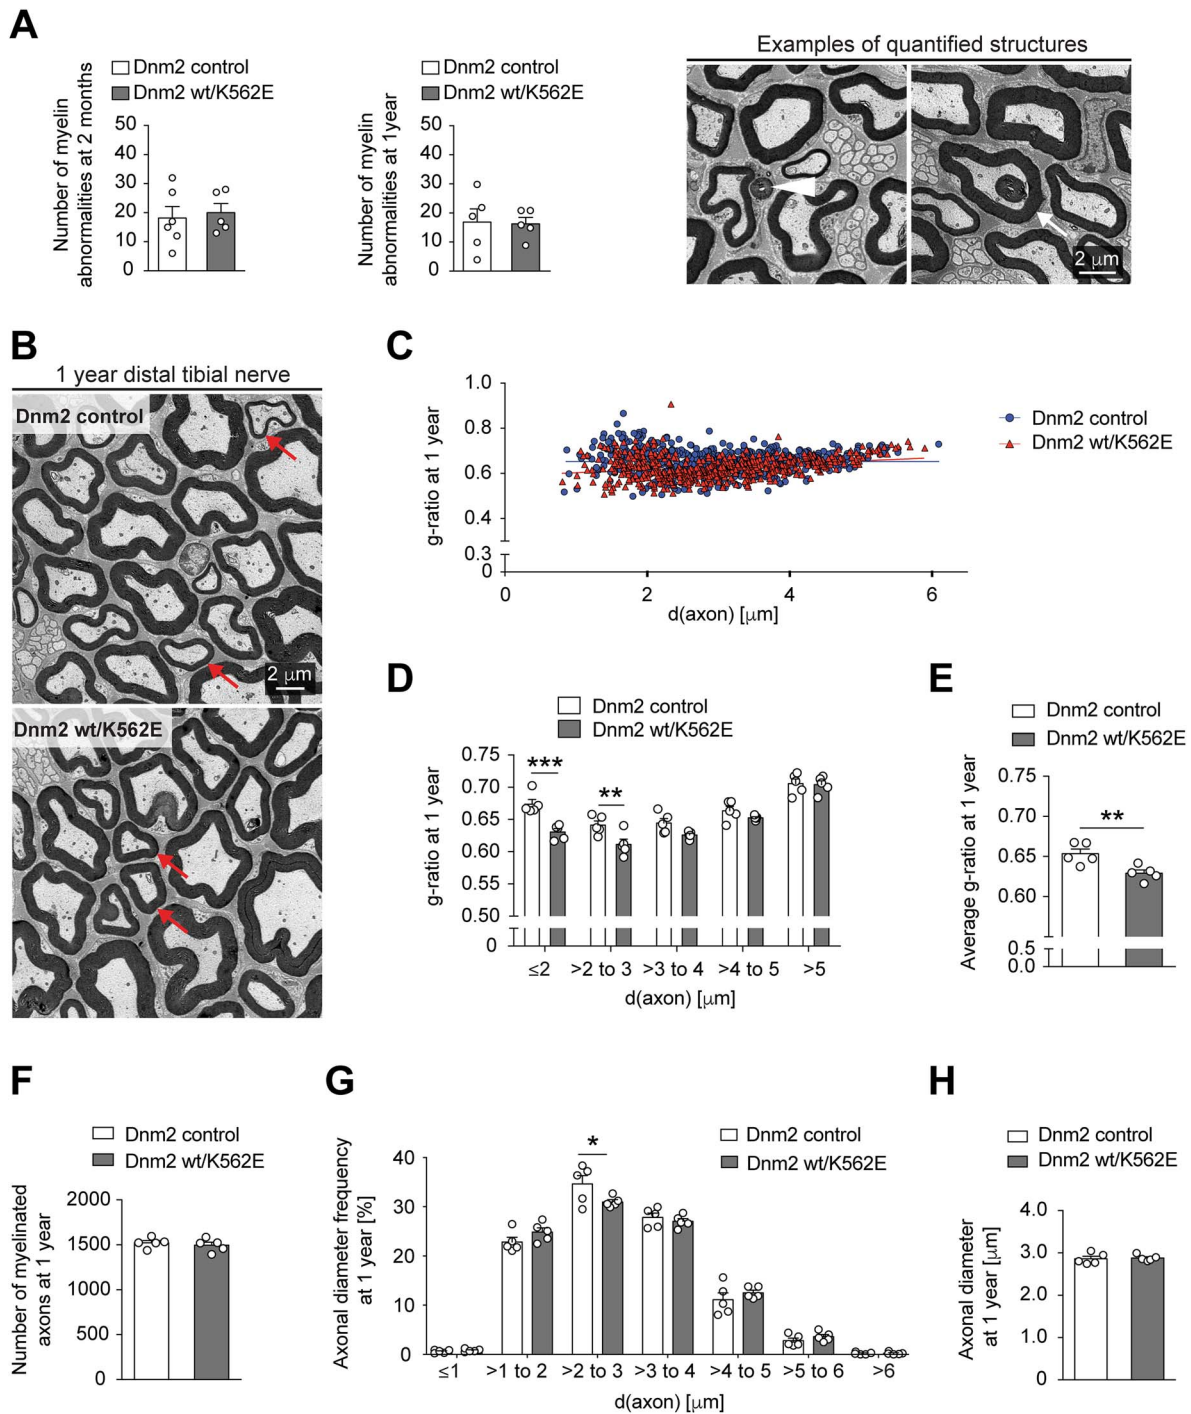 A
Dnm2 control
Dnm2 wt/K562E
Number of myelin
abnormalities at 2 months
50
40
30
20
10
0
Dnm2 control
Dnm2 wt/K562E
Number of myelin
abnormalities at 1year
50
40
30
20
10
0
Examples of quantified structures
2 µm
B
1 year distal tibial nerve
Dnm2 control
2 µm
Dnm2 wt/K562E
C
g-ratio at 1 year
1.0
0.8
0.6
0.4
0.3
0
0 2 4 6
d(axon) [µm]
Dnm2 control
Dnm2 wt/K562E
D
Dnm2 control
Dnm2 wt/K562E
g-ratio at 1 year
0.75
0.70
0.65
0.60
0.55
0.50
0
***
**
≤2 >2 to 3 >3 to 4 >4 to 5 >5
d(axon) [µm]
E
Dnm2 control
Dnm2 wt/K562E
Average g-ratio at 1 year
0.75
0.70
0.65
0.60
0.5
0.0
**
F
Dnm2 control
Dnm2 wt/K562E
Number of myelinated
axons at 1 year
2000
1500
1000
500
0
G
Dnm2 control
Dnm2 wt/K562E
Axonal diameter frequency
at 1 year [%]
40
30
20
10
0
*
≤1 >1 to 2 >2 to 3 >3 to 4 >4 to 5 >5 to 6 >6
d(axon) [µm]
H
Dnm2 control
Dnm2 wt/K562E
Axonal diameter
at 1 year [µm]
4.0
3.0
2.0
1.0
0